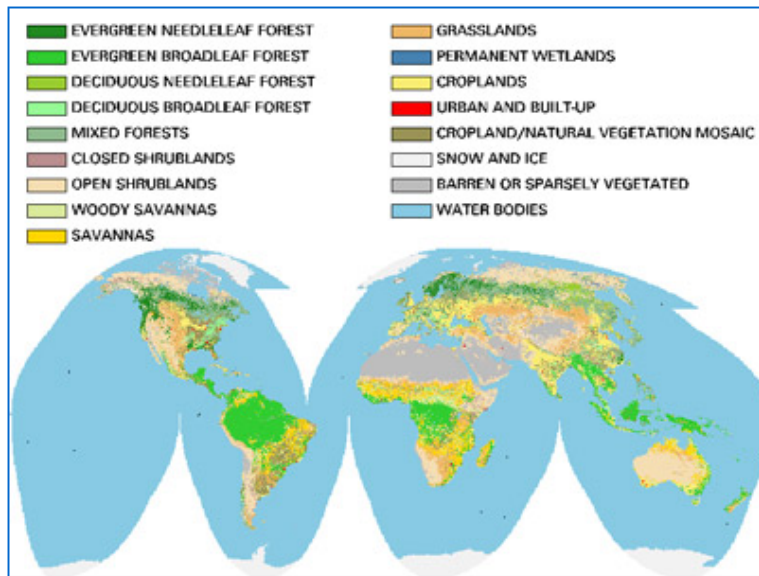 EVERGREEN NEEDLELEAF FOREST
EVERGREEN BROADLEAF FOREST
DECIDUOUS NEEDLELEAF FOREST
DECIDUOUS BROADLEAF FOREST
MIXED FORESTS
CLOSED SHRUBLANDS
OPEN SHRUBLANDS
WOODY SAVANNAS
SAVANNAS
GRASSLANDS
PERMANENT WETLANDS
CROPLANDS
URBAN AND BUILT-UP
CROPLAND/NATURAL VEGETATION MOSAIC
SNOW AND ICE
BARREN OR SPARSELY VEGETATED
WATER BODIES